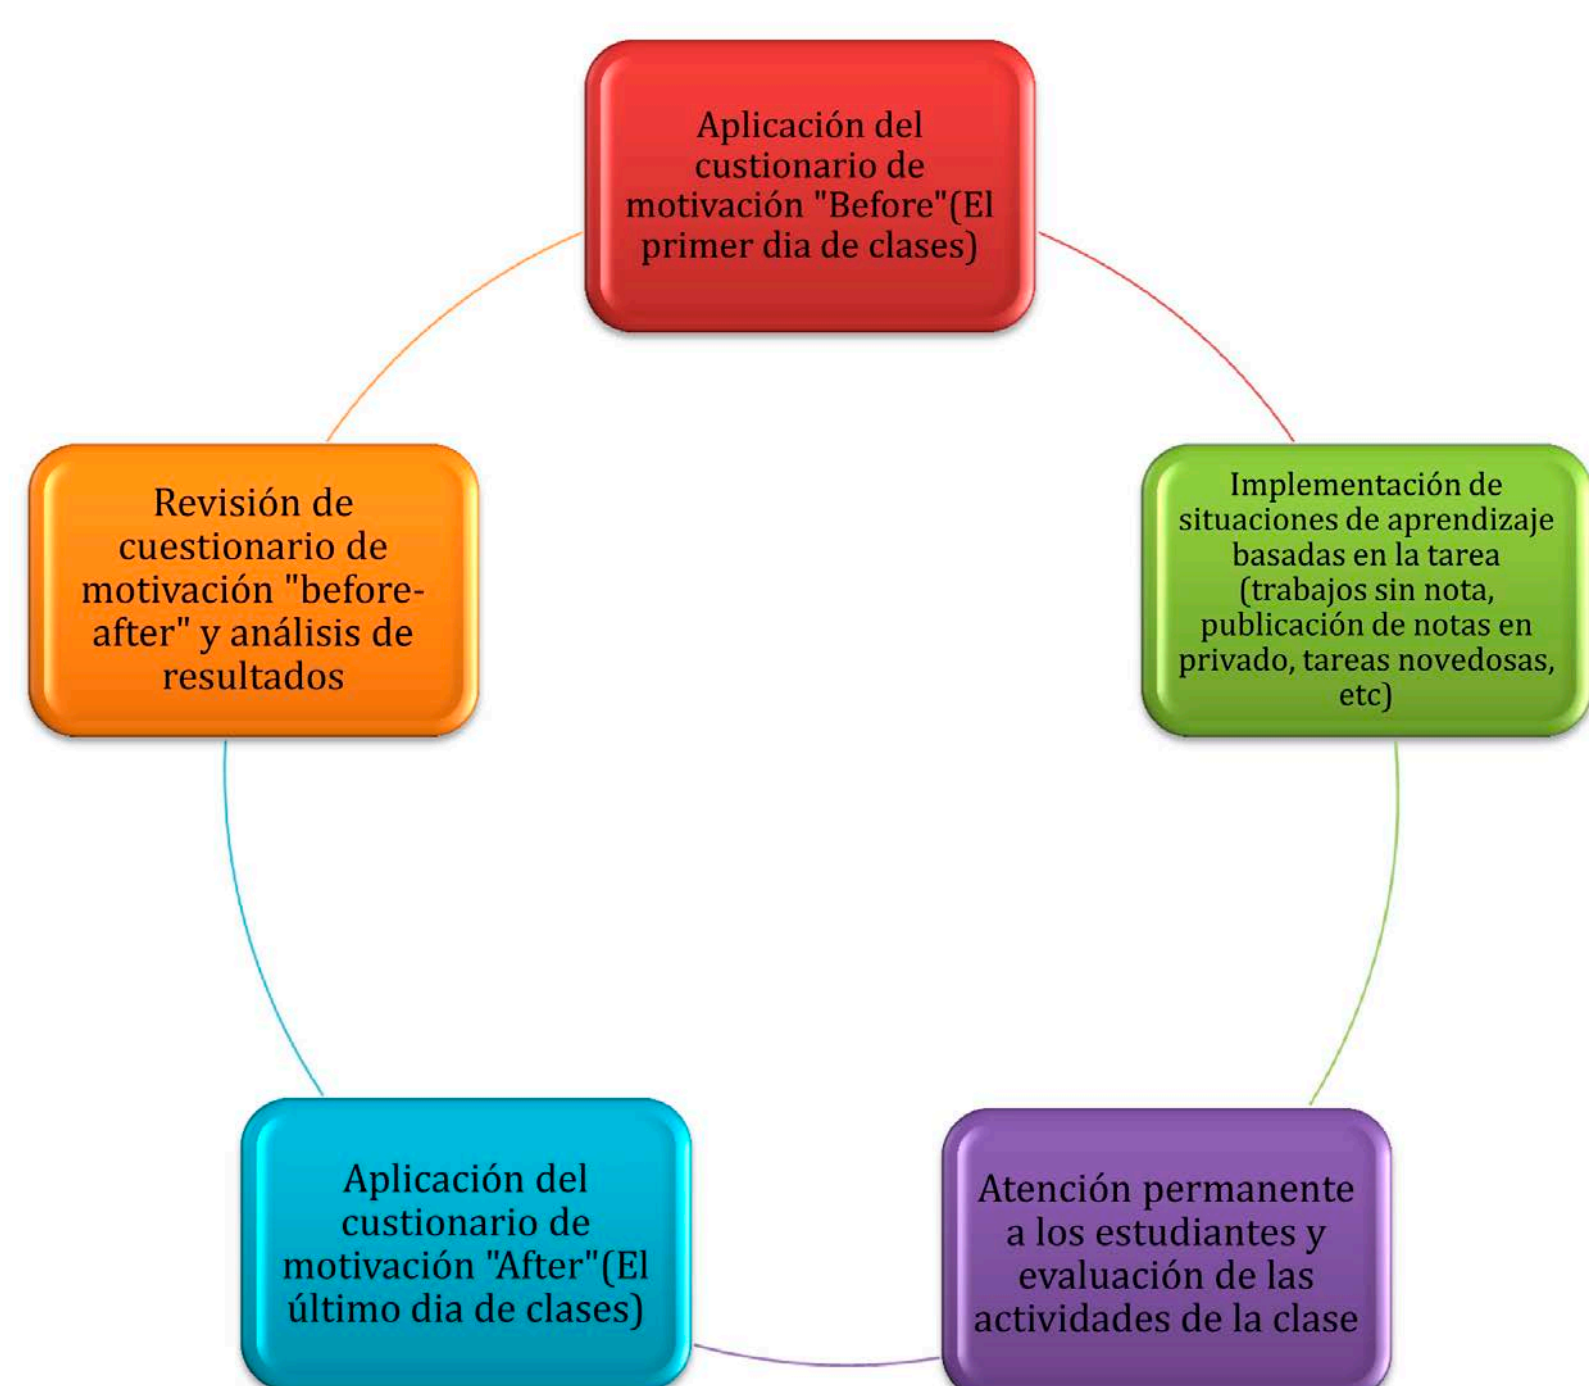 Aplicación del
custionario de
motivación "Before"(El
primer dia de clases)
Implementación de
situaciones de aprendizaje
basadas en la tarea
(trabajos sin nota,
publicación de notas en
privado, tareas novedosas,
etc)
Atención permanente
a los estudiantes y
evaluación de las
actividades de la clase
Aplicación del
custionario de
motivación "After"(El
último dia de clases)
Revisión de
cuestionario de
motivación "before-
after" y análisis de
resultados